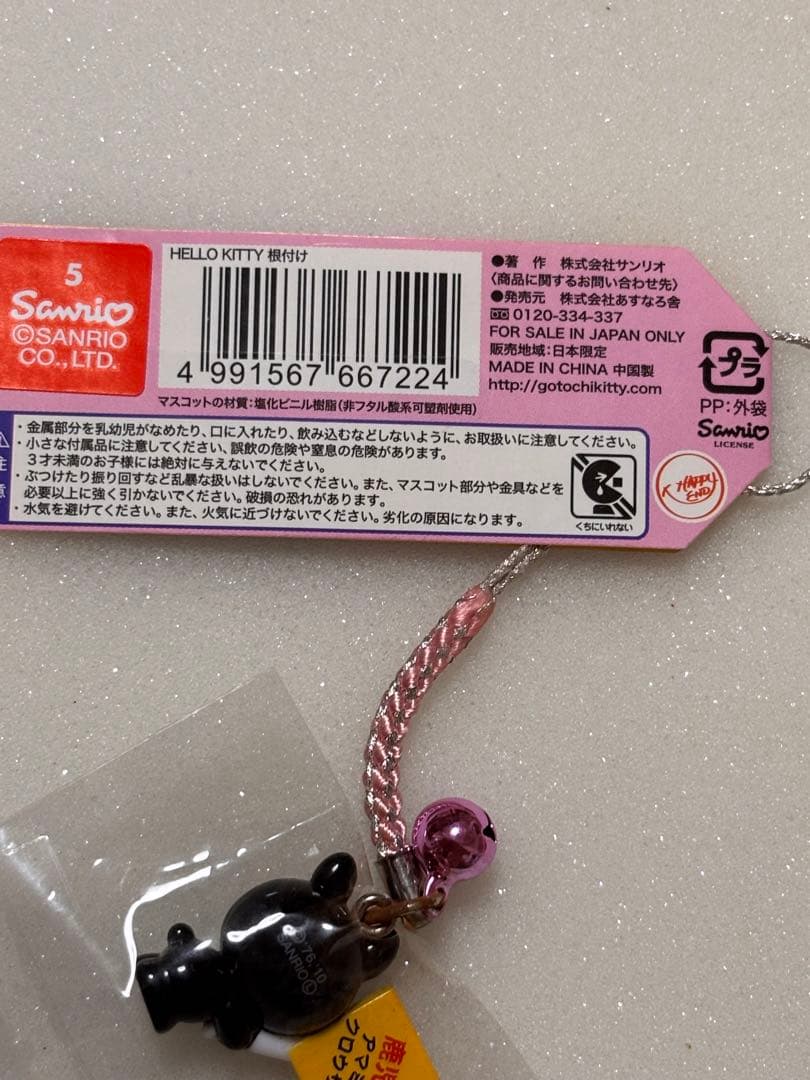 5
Sanrio
©SANRIO
CO.,LTD.
HELLO KITTY 根付け
4 991567 667224
マスコットの材質:塩化ビニル樹脂(非フタル酸系可塑剤使用)
●著 作 株式会社サンリオ
〈商品に関するお問い合わせ先〉
●発売元 株式会社あすなろ舎
0120-334-337
FOR SALE IN JAPAN ONLY
販売地域:日本限定
MADE IN CHINA 中国製
http://gotochikitty.com
プラ
PP:外袋
Sanrio
LICENSE
HAPPY
END
注
意
・金属部分を乳幼児がなめたり、口に入れたり、飲み込むなどしないように、お取扱いに注意してください。
・小さな付属品に注意してください、誤飲の危険や窒息の危険があります。
3才未満のお子様には絶対に与えないでください。
・ぶつけたり振り回すなど乱暴な扱いはしないでください。また、マスコット部分や金具などを
必要以上に強く引かないでください。破損の恐れがあります。
・水気を避けてください。また、火気に近づけないでください。劣化の原因になります。
くちにいれない
©'76,'10
SANRIO Ⓛ
鹿児
アマミ
クロウサ